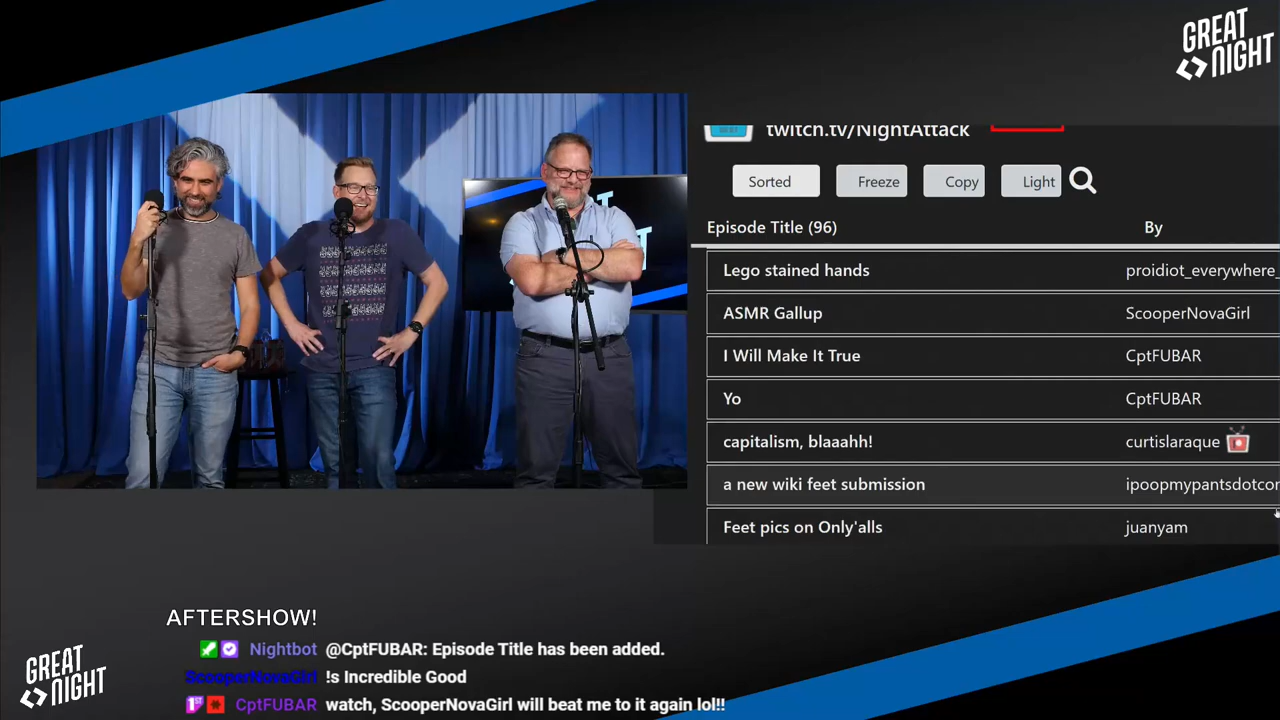 GREAT
NIGHT
twitch.tv/NightAttack
Sorted
Freeze
Copy
Light
Episode Title (96)
By
Lego stained hands
proidiot_everywhere_
ASMR Gallup
ScooperNovaGirl
I Will Make It True
CptFUBAR
Yo
CptFUBAR
capitalism, blaaahh!
curtislaraque
a new wiki feet submission
ipoopmypantsdotcor
Feet pics on Only'alls
juanyam
AFTERSHOW!
Nightbot @CptFUBAR: Episode Title has been added.
ScooperNovaGirl !s Incredible Good
1ST CptFUBAR watch, ScooperNovaGirl will beat me to it again lol!!
GREAT
NIGHT